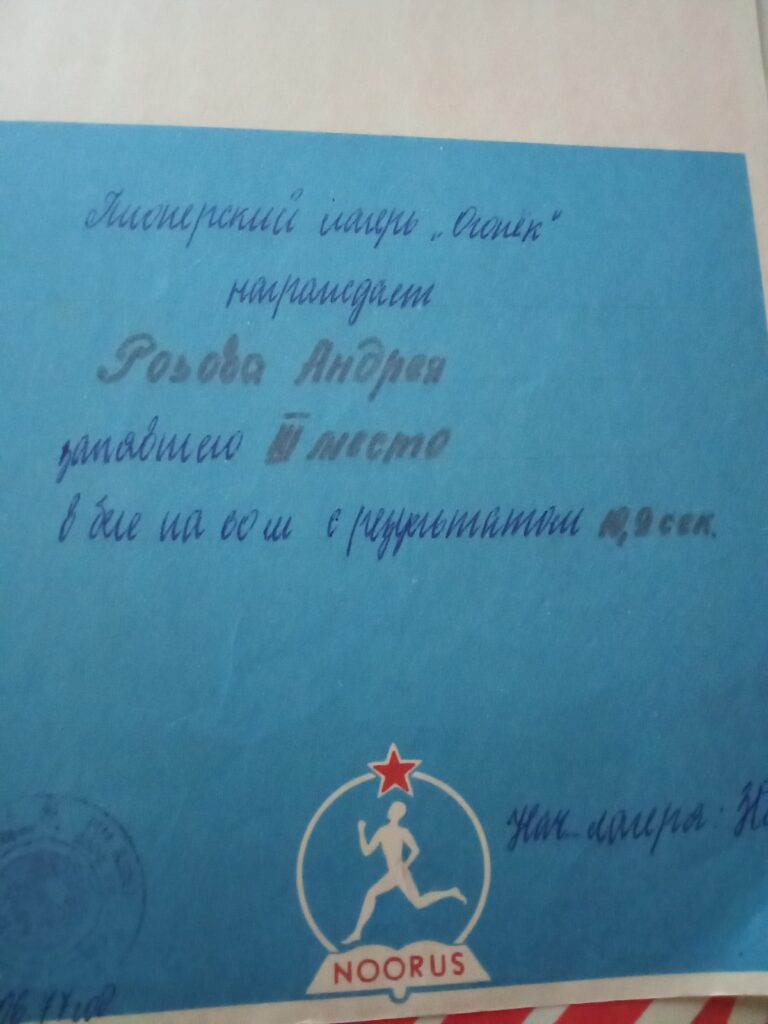 Пионерский лагерь „Огонёк"
награждает
Розова Андрея
занявшего III место
в беге на 60 м с результатом 10,9 сек.
Нач. лагеря:
NOORUS